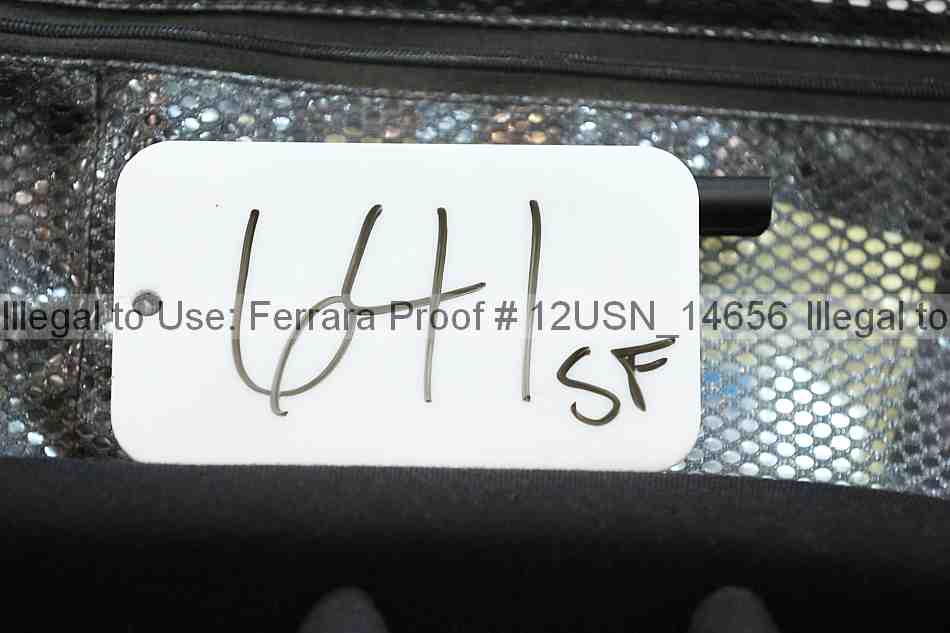 641 SF
Illegal to Use: Ferrara Proof # 12USN_14656 Illegal to